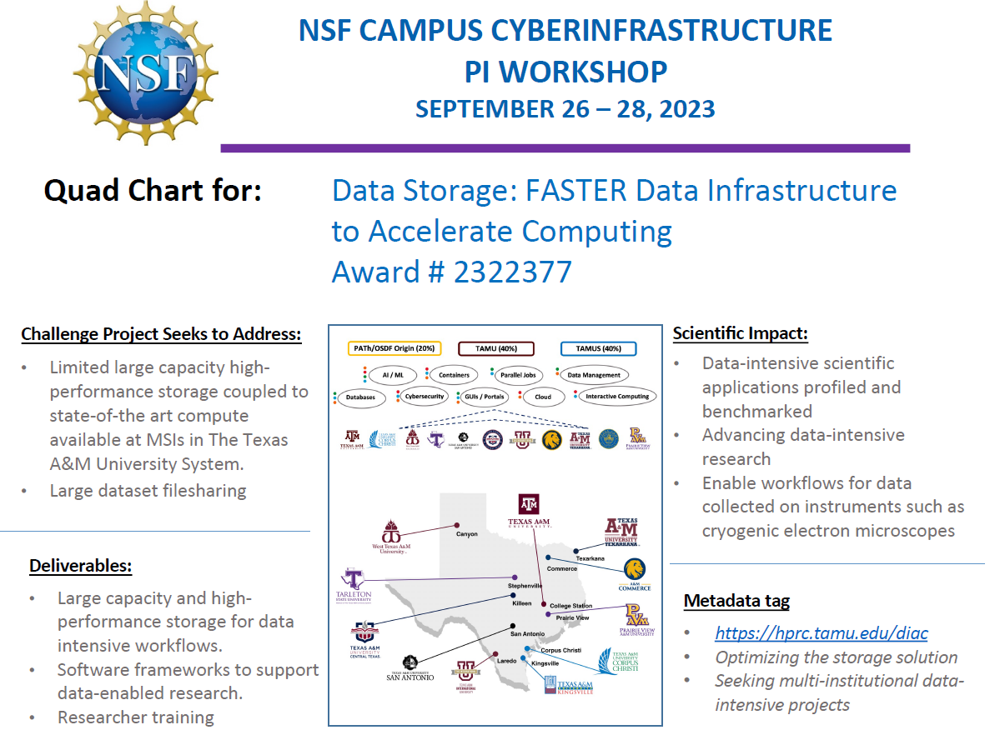 NSF
NSF CAMPUS CYBERINFRASTRUCTURE
PI WORKSHOP
SEPTEMBER 26 – 28, 2023
Quad Chart for:
Data Storage: FASTER Data Infrastructure
to Accelerate Computing
Award # 2322377
Challenge Project Seeks to Address:
• Limited large capacity high-
performance storage coupled to
state-of-the art compute
available at MSIs in The Texas
A&M University System.
• Large dataset filesharing
Deliverables:
• Large capacity and high-
performance storage for data
intensive workflows.
• Software frameworks to support
data-enabled research.
• Researcher training
PATh/OSDF Origin (20%) TAMU (40%) TAMUS (40%)
AI / ML Containers Parallel Jobs Data Management
Databases Cybersecurity GUIs / Portals Cloud Interactive Computing
TEXAS A&M
UNIVERSITY
Canyon
West Texas A&M
University
TEXAS
A&M
UNIVERSITY
TEXARKANA
Texarkana
Commerce
A&M
COMMERCE
TARLETON
STATE UNIVERSITY
Stephenville
Killeen
College Station
Prairie View
PRAIRIE VIEW
A&M UNIVERSITY
TEXAS A&M
UNIVERSITY
CENTRAL TEXAS
San Antonio
TEXAS A&M UNIVERSITY
SAN ANTONIO
Laredo
Corpus Christi
Kingsville
TEXAS A&M
UNIVERSITY
CORPUS
CHRISTI
TEXAS A&M
INTERNATIONAL
UNIVERSITY
TEXAS A&M
UNIVERSITY
KINGSVILLE
Scientific Impact:
• Data-intensive scientific
applications profiled and
benchmarked
• Advancing data-intensive
research
• Enable workflows for data
collected on instruments such as
cryogenic electron microscopes
Metadata tag
• https://hprc.tamu.edu/diac
• Optimizing the storage solution
• Seeking multi-institutional data-
intensive projects